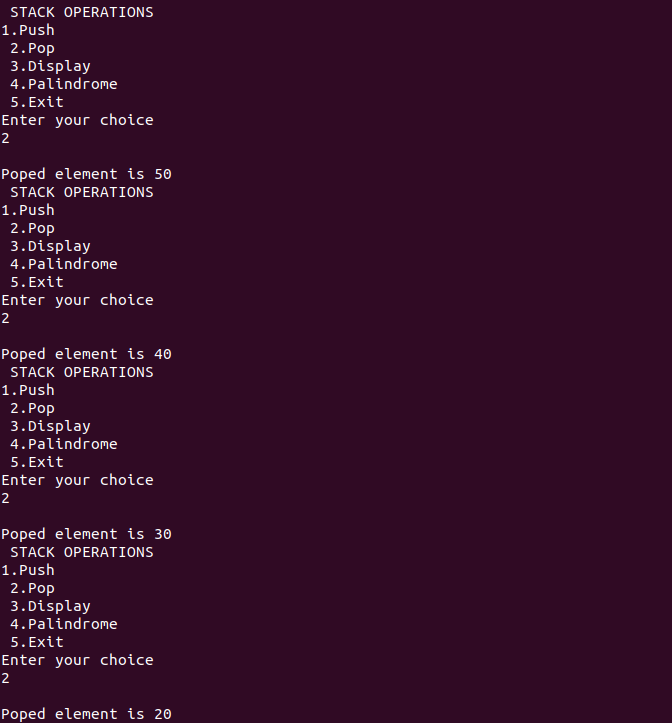 STACK OPERATIONS
1.Push
2.Pop
3.Display
4.Palindrome
5.Exit
Enter your choice
2
Poped element is 50
STACK OPERATIONS
1.Push
2.Pop
3.Display
4.Palindrome
5.Exit
Enter your choice
2
Poped element is 40
STACK OPERATIONS
1.Push
2.Pop
3.Display
4.Palindrome
5.Exit
Enter your choice
2
Poped element is 30
STACK OPERATIONS
1.Push
2.Pop
3.Display
4.Palindrome
5.Exit
Enter your choice
2
Poped element is 20